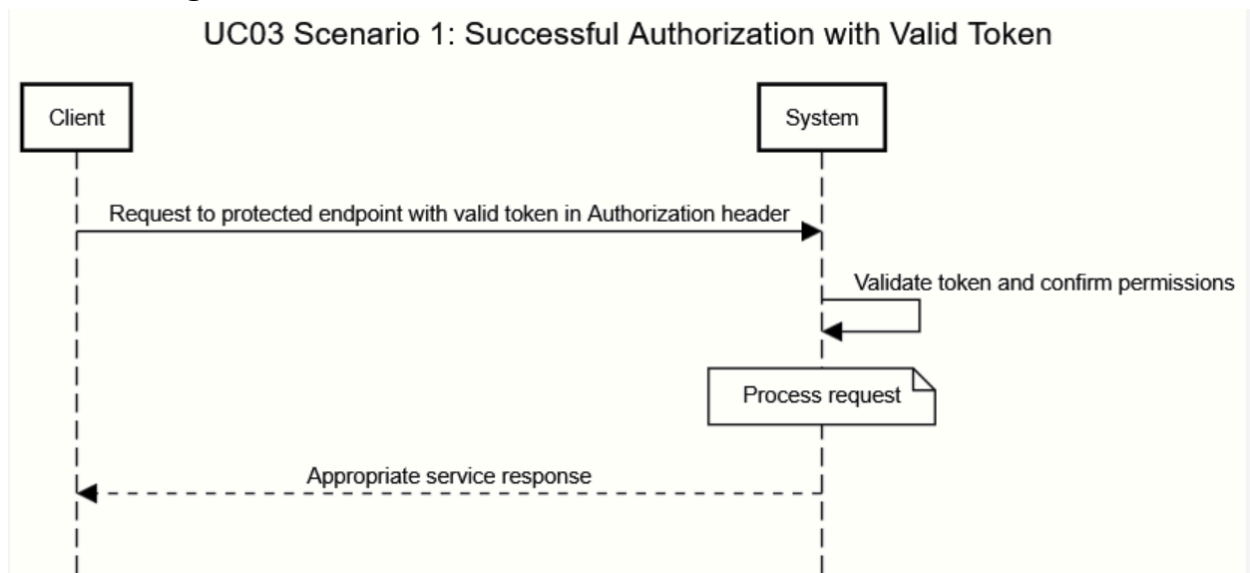 UC03 Scenario 1: Successful Authorization with Valid Token
Client
System
Request to protected endpoint with valid token in Authorization header
Validate token and confirm permissions
Process request
Appropriate service response